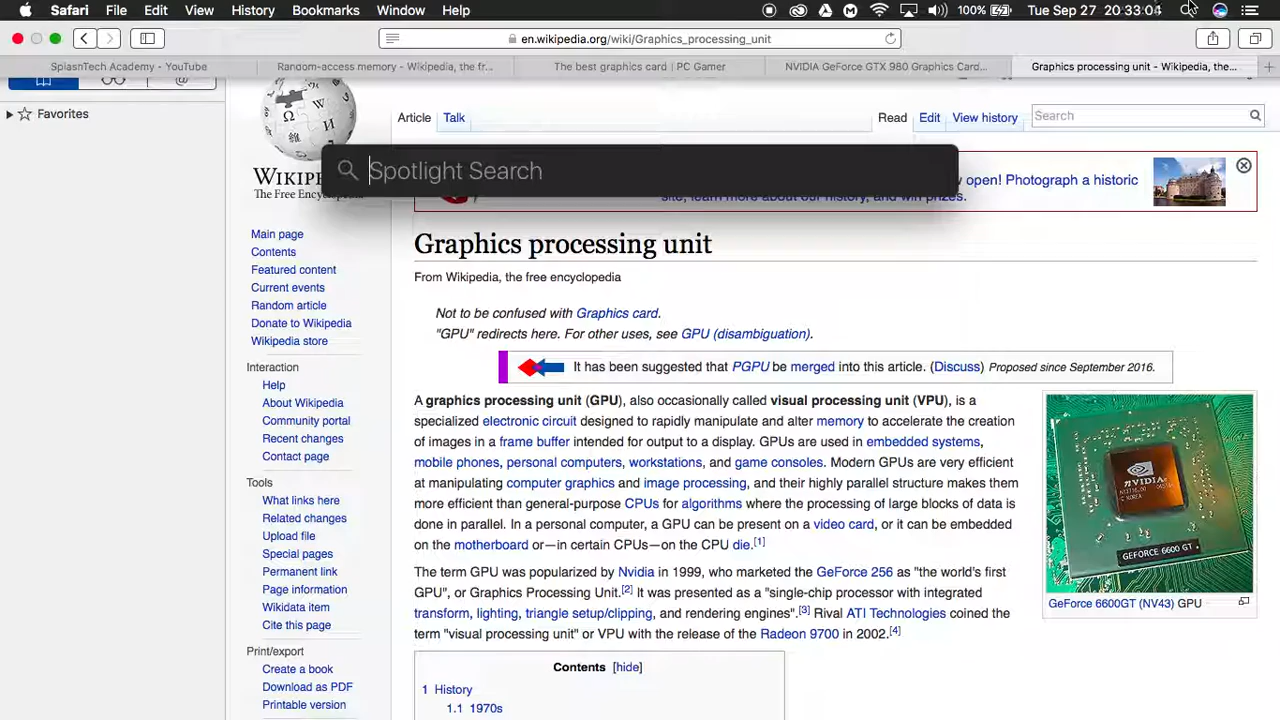 Safari File Edit View History Bookmarks Window Help 100% Tue Sep 27 20:33:04
en.wikipedia.org/wiki/Graphics_processing_unit
SplashTech Academy - YouTube Random-access memory - Wikipedia, the fr... The best graphics card | PC Gamer NVIDIA GeForce GTX 980 Graphics Card... Graphics processing unit - Wikipedia, the...
Favorites
Article Talk Read Edit View history Search
Spotlight Search
open! Photograph a historic
site, learn more about our history, and win prizes.
The Free Encyclopedia
Main page
Contents
Featured content
Current events
Random article
Donate to Wikipedia
Wikipedia store
Interaction
Help
About Wikipedia
Community portal
Recent changes
Contact page
Tools
What links here
Related changes
Upload file
Special pages
Permanent link
Page information
Wikidata item
Cite this page
Print/export
Create a book
Download as PDF
Printable version
Graphics processing unit
From Wikipedia, the free encyclopedia
Not to be confused with Graphics card.
"GPU" redirects here. For other uses, see GPU (disambiguation).
It has been suggested that PGPU be merged into this article. (Discuss) Proposed since September 2016.
A graphics processing unit (GPU), also occasionally called visual processing unit (VPU), is a
specialized electronic circuit designed to rapidly manipulate and alter memory to accelerate the creation
of images in a frame buffer intended for output to a display. GPUs are used in embedded systems,
mobile phones, personal computers, workstations, and game consoles. Modern GPUs are very efficient
at manipulating computer graphics and image processing, and their highly parallel structure makes them
more efficient than general-purpose CPUs for algorithms where the processing of large blocks of data is
done in parallel. In a personal computer, a GPU can be present on a video card, or it can be embedded
on the motherboard or—in certain CPUs—on the CPU die.[1]
The term GPU was popularized by Nvidia in 1999, who marketed the GeForce 256 as "the world's first
GPU", or Graphics Processing Unit.[2] It was presented as a "single-chip processor with integrated
transform, lighting, triangle setup/clipping, and rendering engines".[3] Rival ATI Technologies coined the
term "visual processing unit" or VPU with the release of the Radeon 9700 in 2002.[4]
nVIDIA
GEFORCE 6600 GT
GeForce 6600GT (NV43) GPU
Contents [hide]
1 History
1.1 1970s